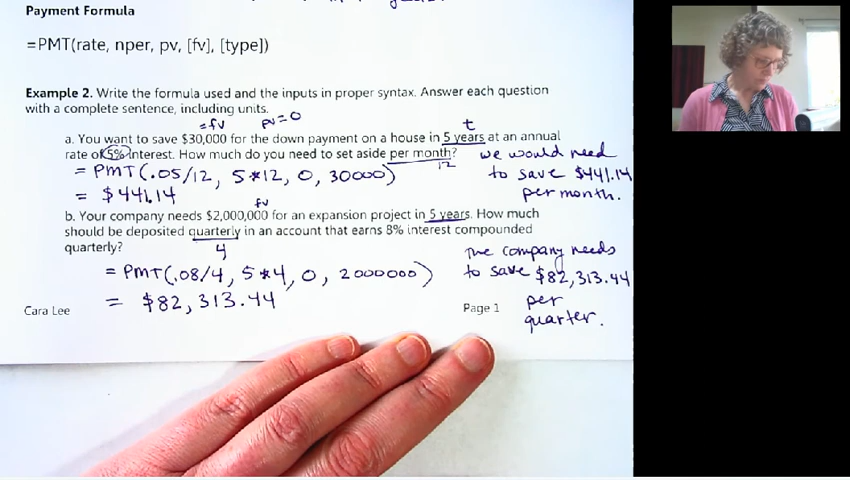 Payment Formula
=PMT(rate, nper, pv, [fv], [type])
Example 2. Write the formula used and the inputs in proper syntax. Answer each question
with a complete sentence, including units.
=fv pv=0 t
a. You want to save $30,000 for the down payment on a house in 5 years at an annual
rate of 5% interest. How much do you need to set aside per month?
12
= PMT(.05/12, 5*12, 0, 30000)
= $441.14
we would need
to save $441.14
per month.
fv
b. Your company needs $2,000,000 for an expansion project in 5 years. How much
should be deposited quarterly in an account that earns 8% interest compounded
quarterly?
4
= PMT(.08/4, 5*4, 0, 2000000)
= $82,313.44
The company needs
to save $82,313.44
per
quarter.
Cara Lee
Page 1